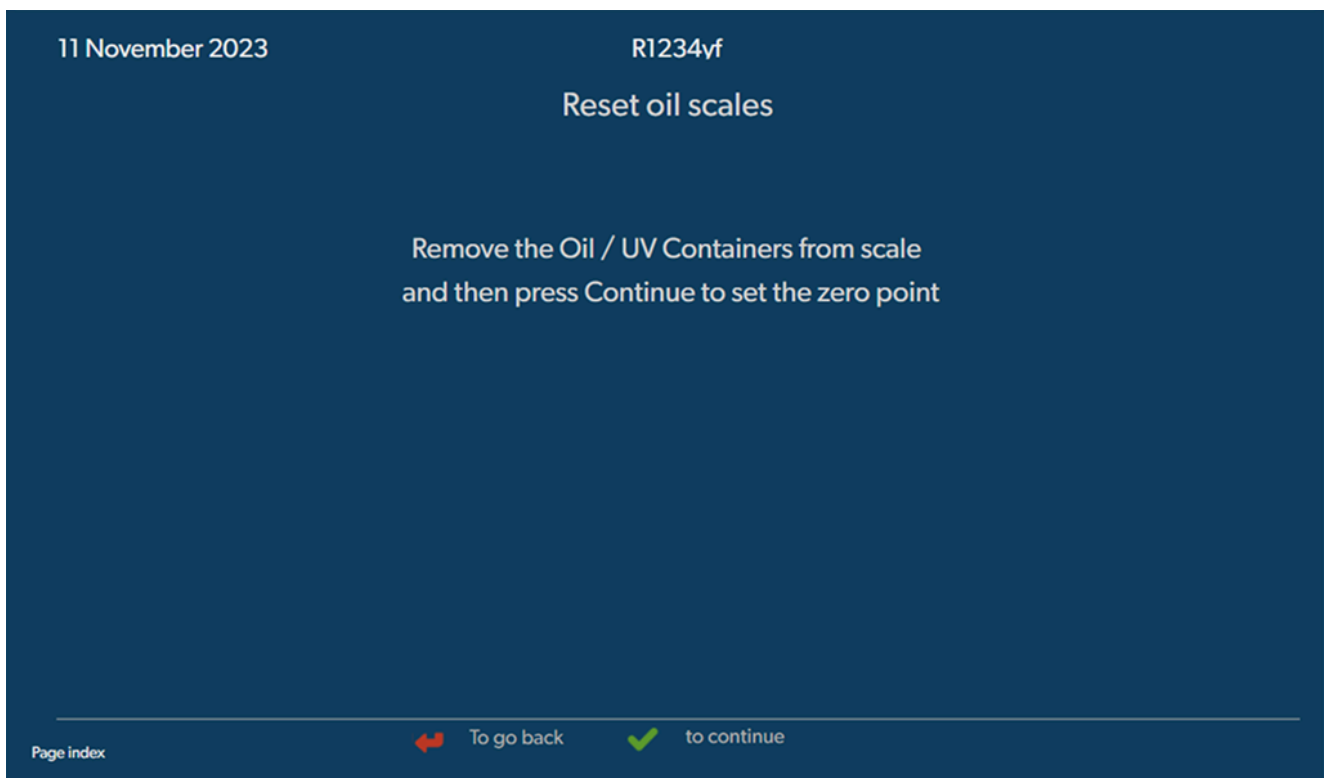 11 November 2023
R1234yf
Reset oil scales
Remove the Oil / UV Containers from scale
and then press Continue to set the zero point
To go back
to continue
Page index